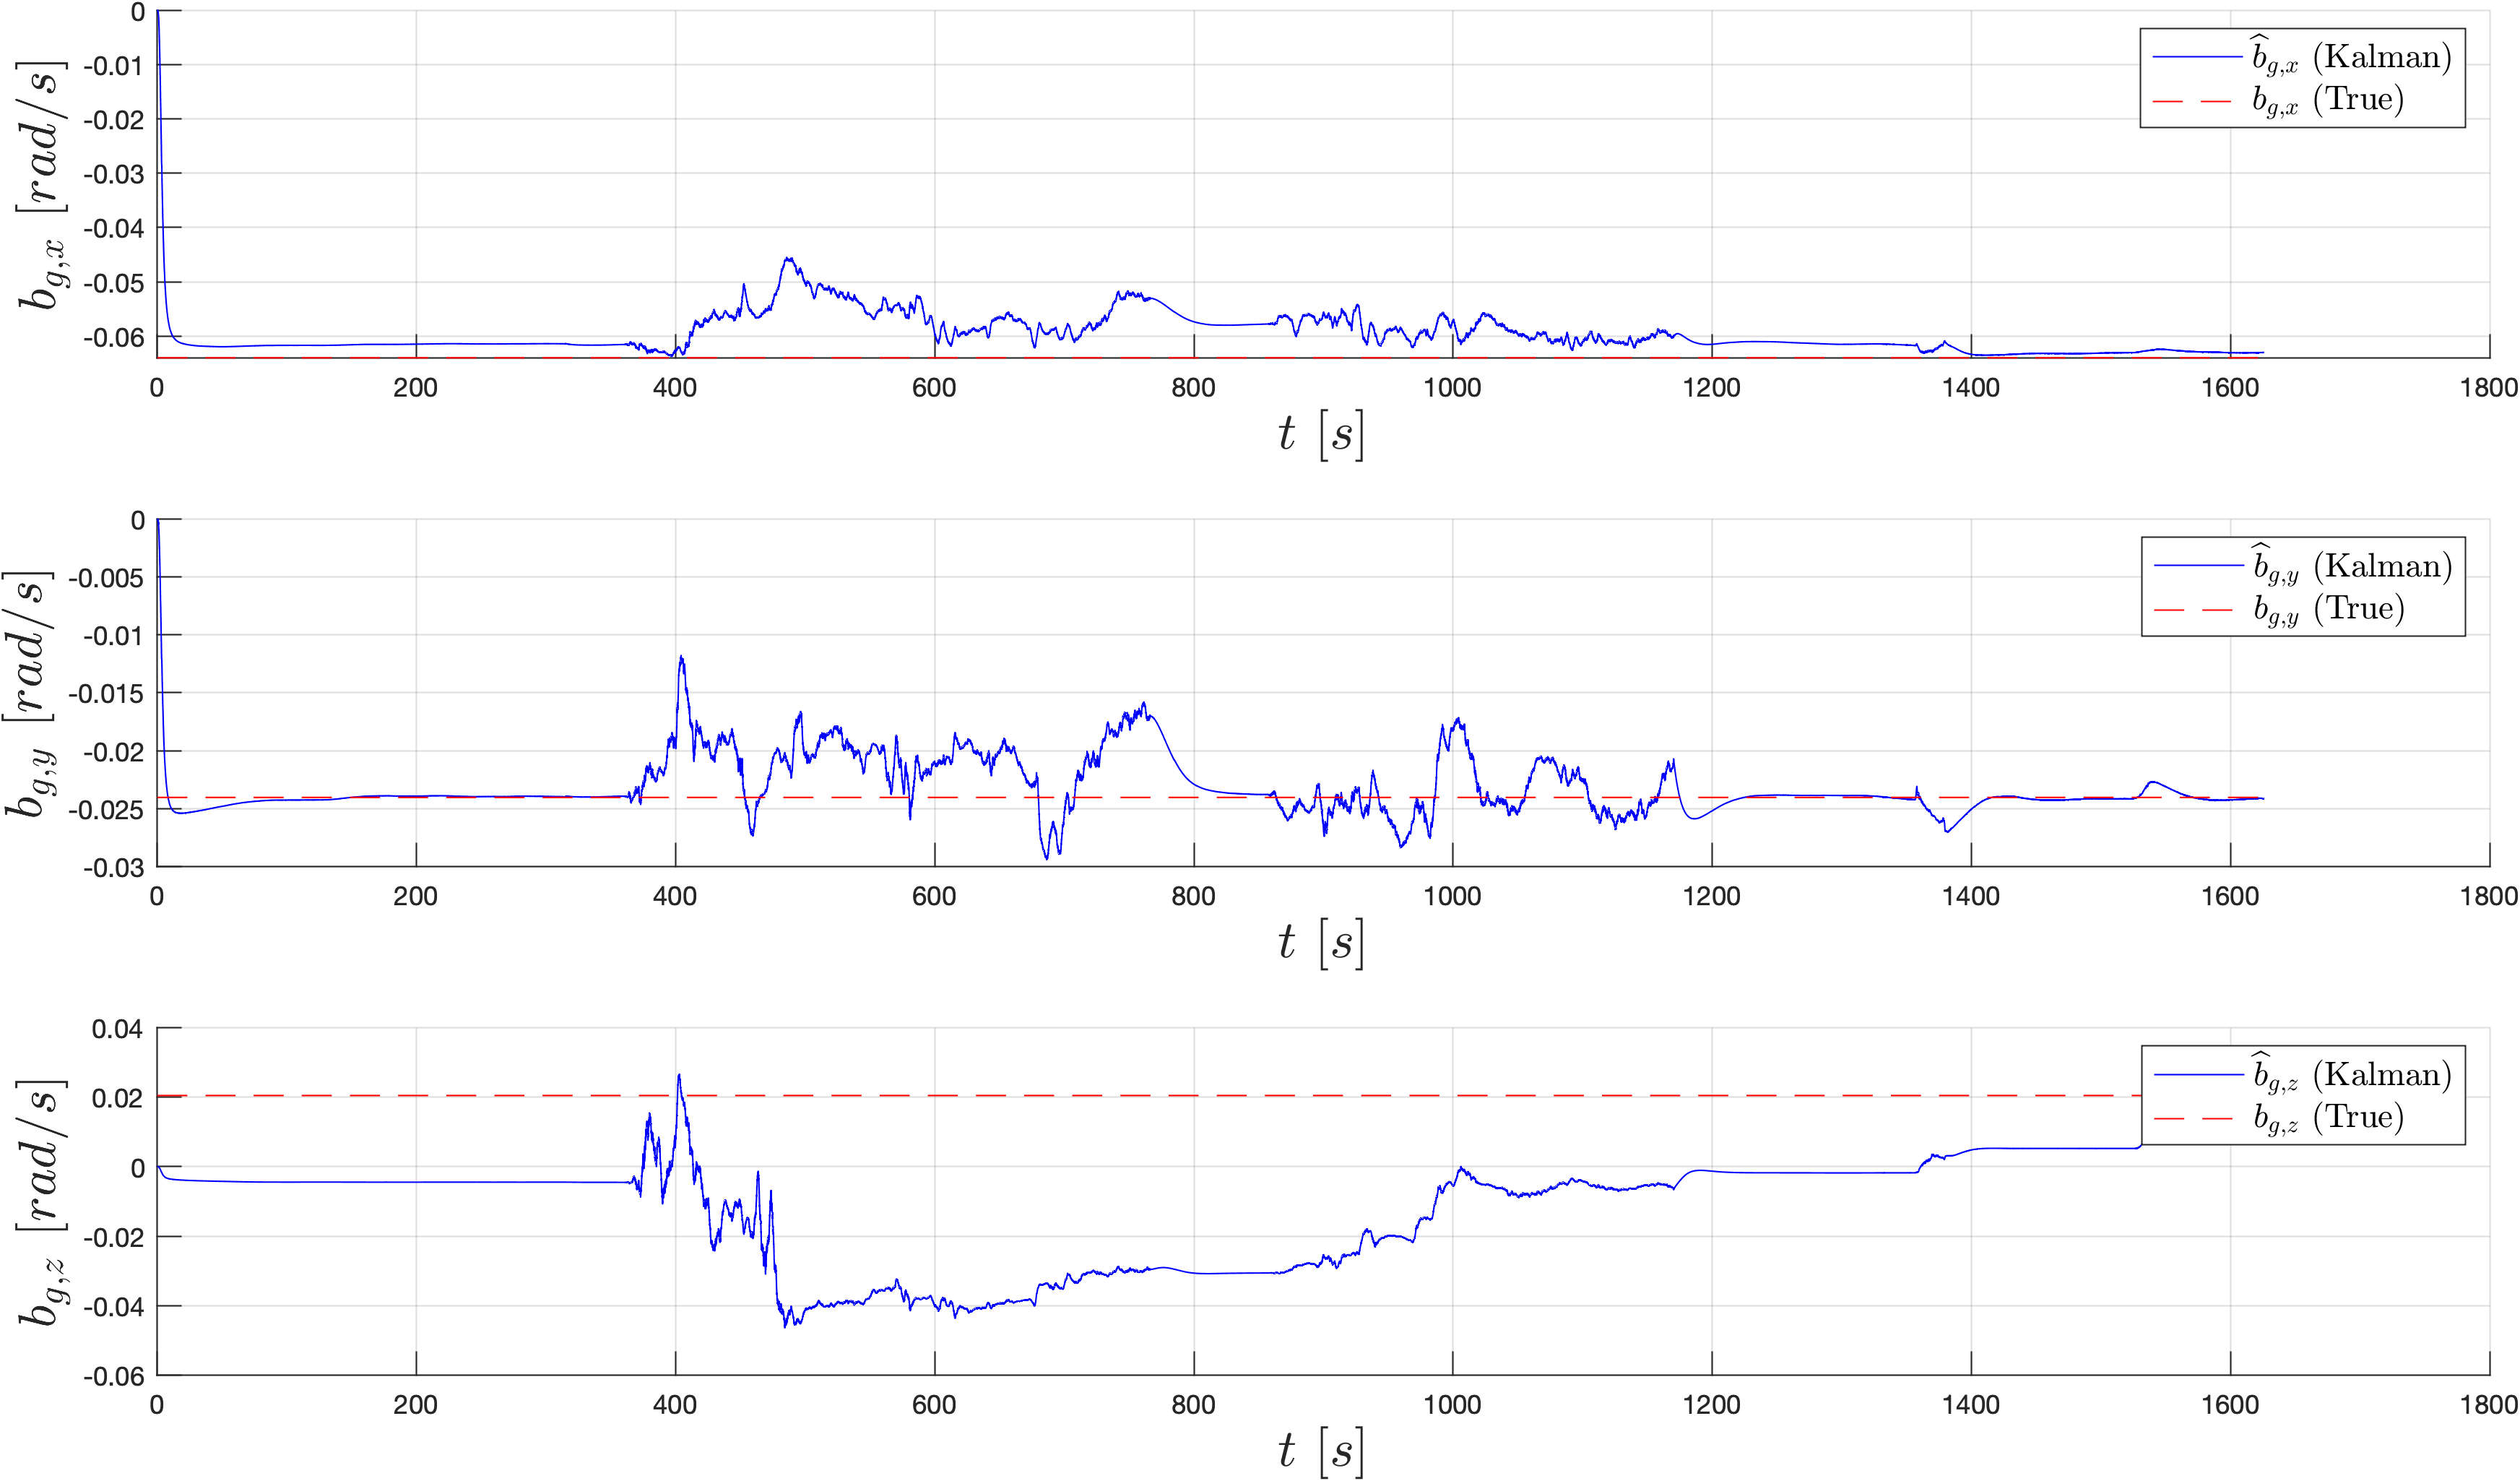 0
-0.01
-0.02
-0.03
-0.04
-0.05
-0.06
b_{g,x} [rad/s]
\widehat{b}_{g,x} (Kalman)
b_{g,x} (True)
0 200 400 600 800 1000 1200 1400 1600 1800
t [s]
0
-0.005
-0.01
-0.015
-0.02
-0.025
-0.03
b_{g,y} [rad/s]
\widehat{b}_{g,y} (Kalman)
b_{g,y} (True)
0 200 400 600 800 1000 1200 1400 1600 1800
t [s]
0.04
0.02
0
-0.02
-0.04
-0.06
b_{g,z} [rad/s]
\widehat{b}_{g,z} (Kalman)
b_{g,z} (True)
0 200 400 600 800 1000 1200 1400 1600 1800
t [s]